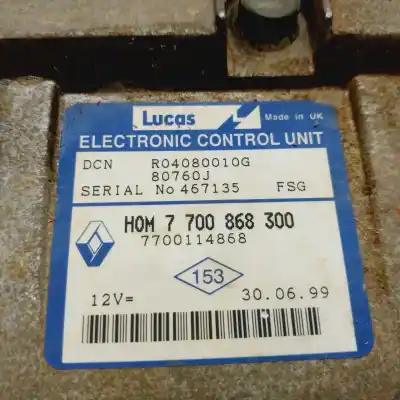 Lucas Made in UK
ELECTRONIC CONTROL UNIT
DCN R04080010G
80760J
SERIAL No 467135 FSG
HOM 7 700 868 300
7700114868
153
12V= 30.06.99